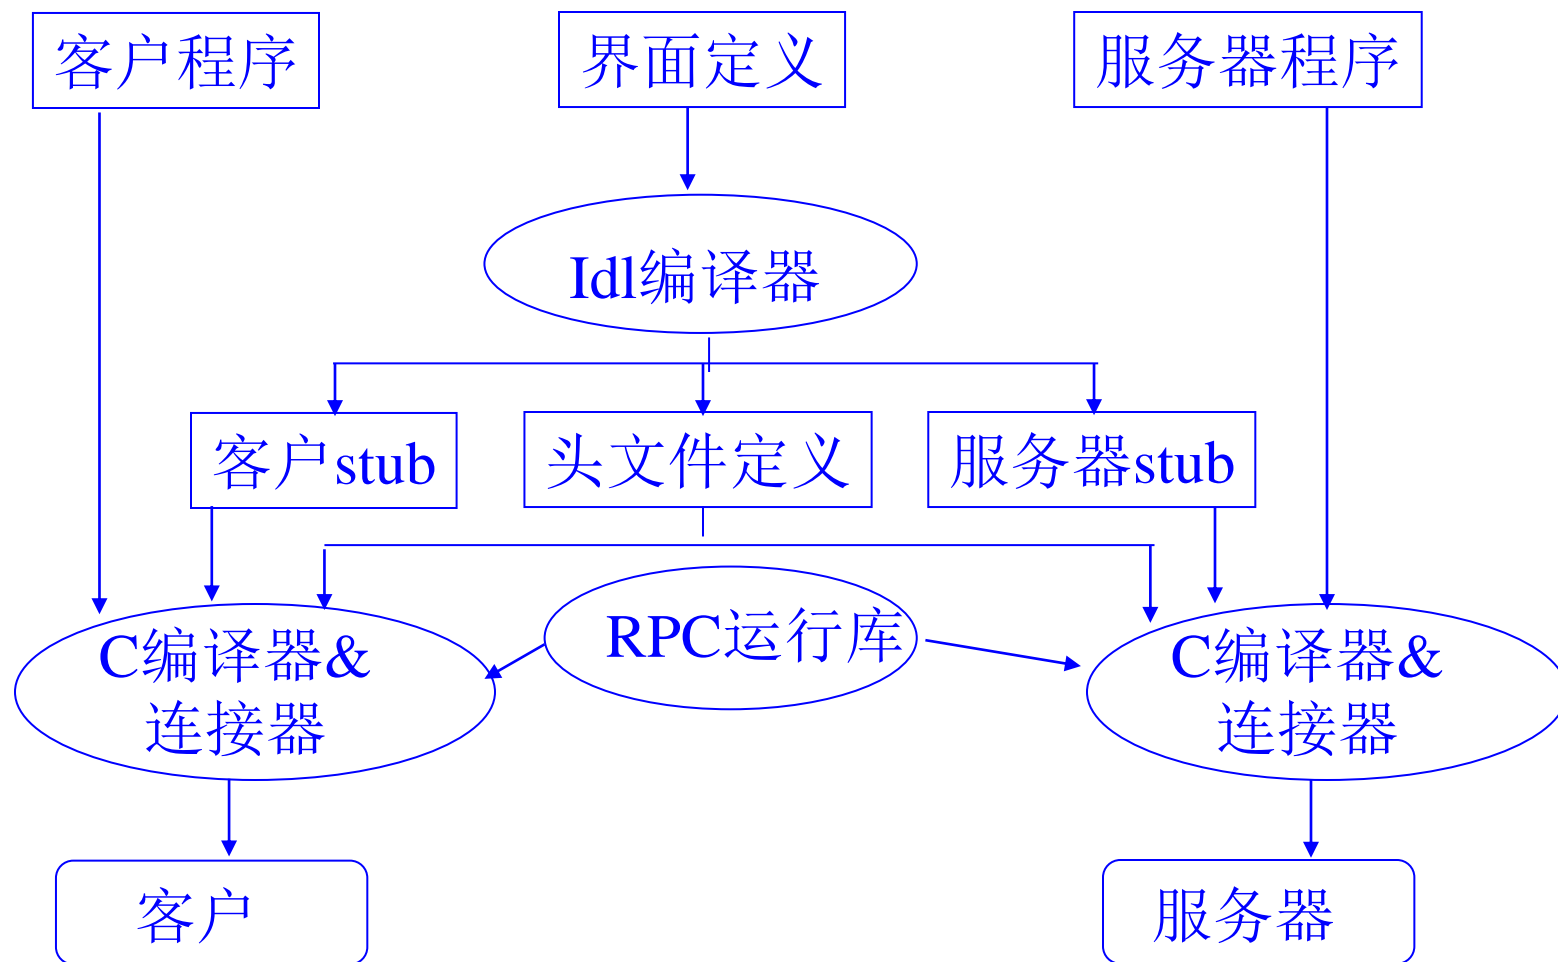 客户程序
界面定义
服务器程序
Idl编译器
客户stub
头文件定义
服务器stub
RPC运行库
C编译器&
连接器
C编译器&
连接器
客户
服务器